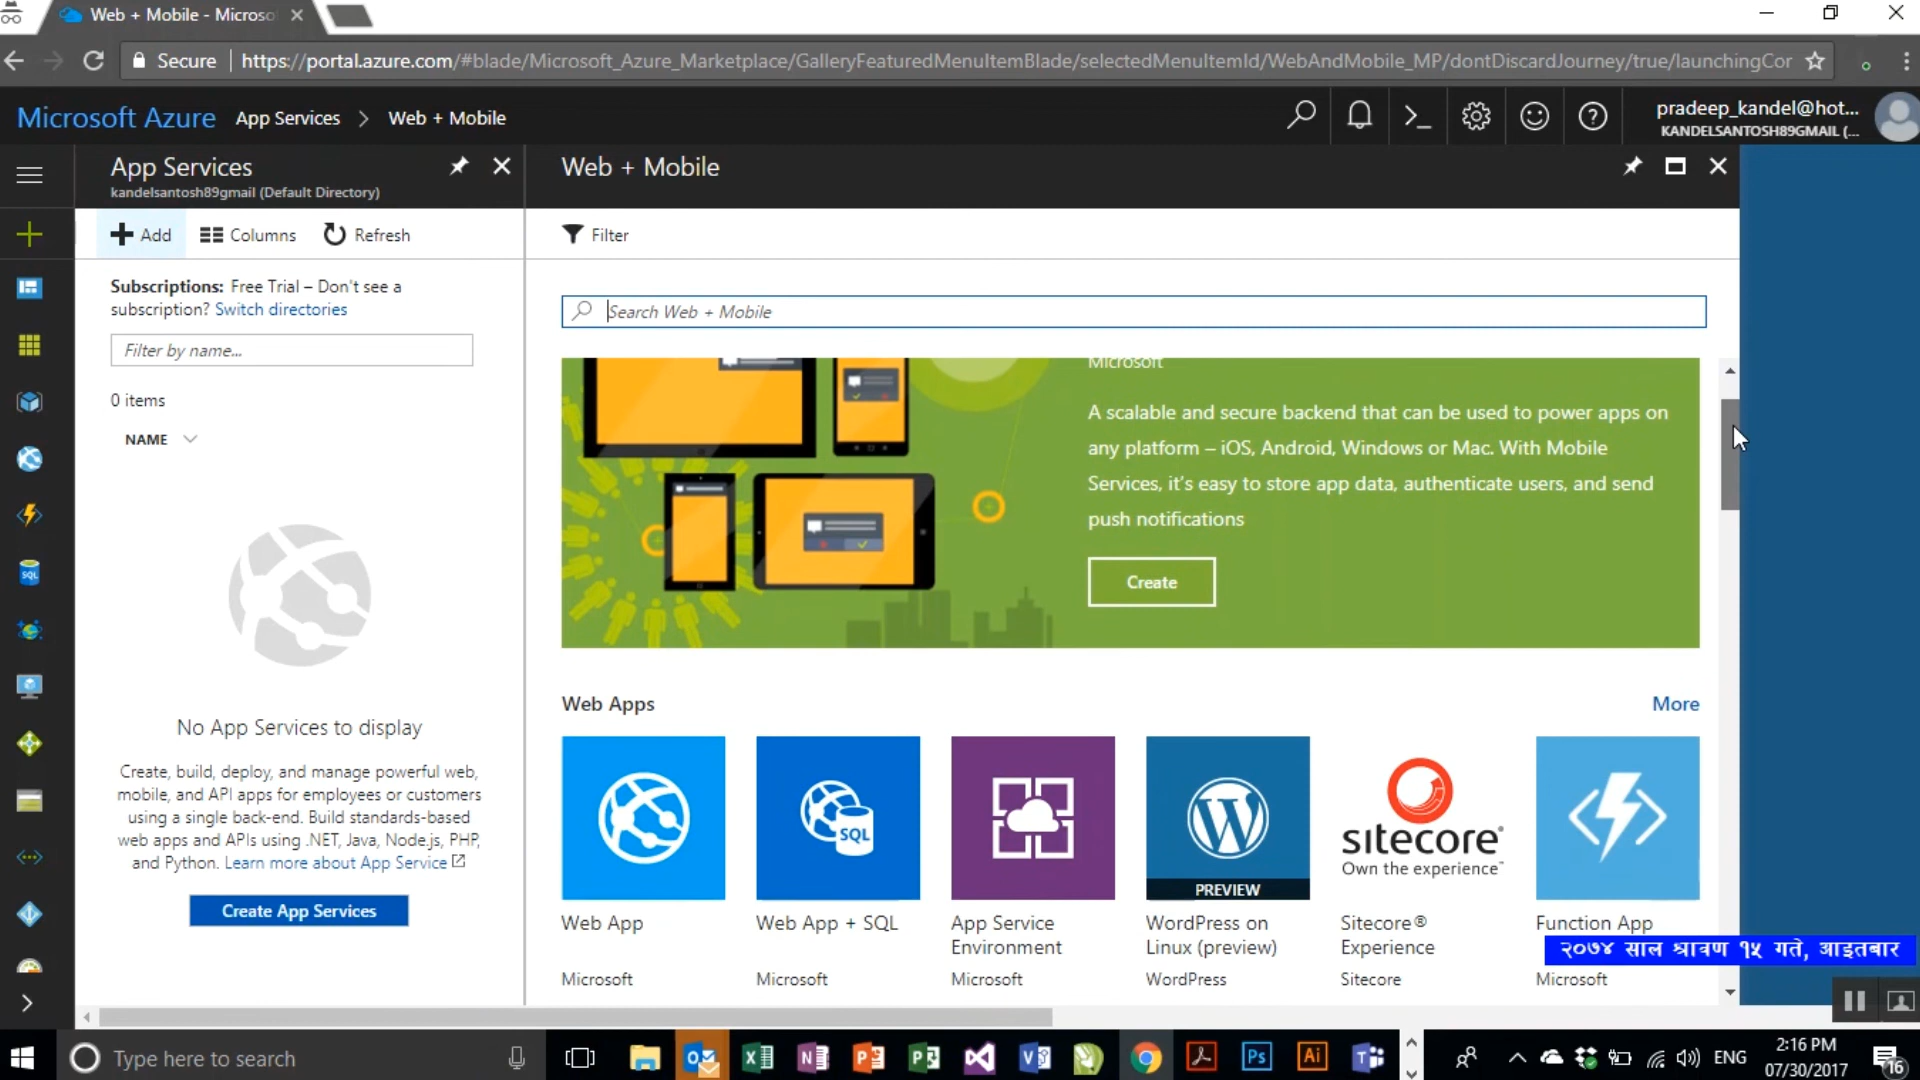 Web + Mobile - Microso
Secure
https://portal.azure.com/#blade/Microsoft_Azure_Marketplace/GalleryFeaturedMenuItemBlade/selectedMenuItemId/WebAndMobile_MP/dontDiscardJourney/true/launchingCor
Microsoft Azure App Services > Web + Mobile
pradeep_kandel@hot...
KANDELSANTOSH89GMAIL (...
App Services
kandelsantosh89gmail (Default Directory)
Add Columns Refresh
Subscriptions: Free Trial – Don't see a
subscription? Switch directories
Filter by name...
0 items
NAME
No App Services to display
Create, build, deploy, and manage powerful web,
mobile, and API apps for employees or customers
using a single back-end. Build standards-based
web apps and APIs using .NET, Java, Node.js, PHP,
and Python. Learn more about App Service
Create App Services
Web + Mobile
Filter
Search Web + Mobile
Microsoft
A scalable and secure backend that can be used to power apps on
any platform – iOS, Android, Windows or Mac. With Mobile
Services, it's easy to store app data, authenticate users, and send
push notifications
Create
Web Apps
More
SQL
SQL
PREVIEW
sitecore
Own the experience™
Web App
Microsoft
Web App + SQL
Microsoft
App Service
Environment
Microsoft
WordPress on
Linux (preview)
WordPress
Sitecore®
Experience
Sitecore
Function App
Microsoft
२०७४ साल श्रावण १५ गते, आइतबार
Type here to search
ENG
2:16 PM
07/30/2017
16